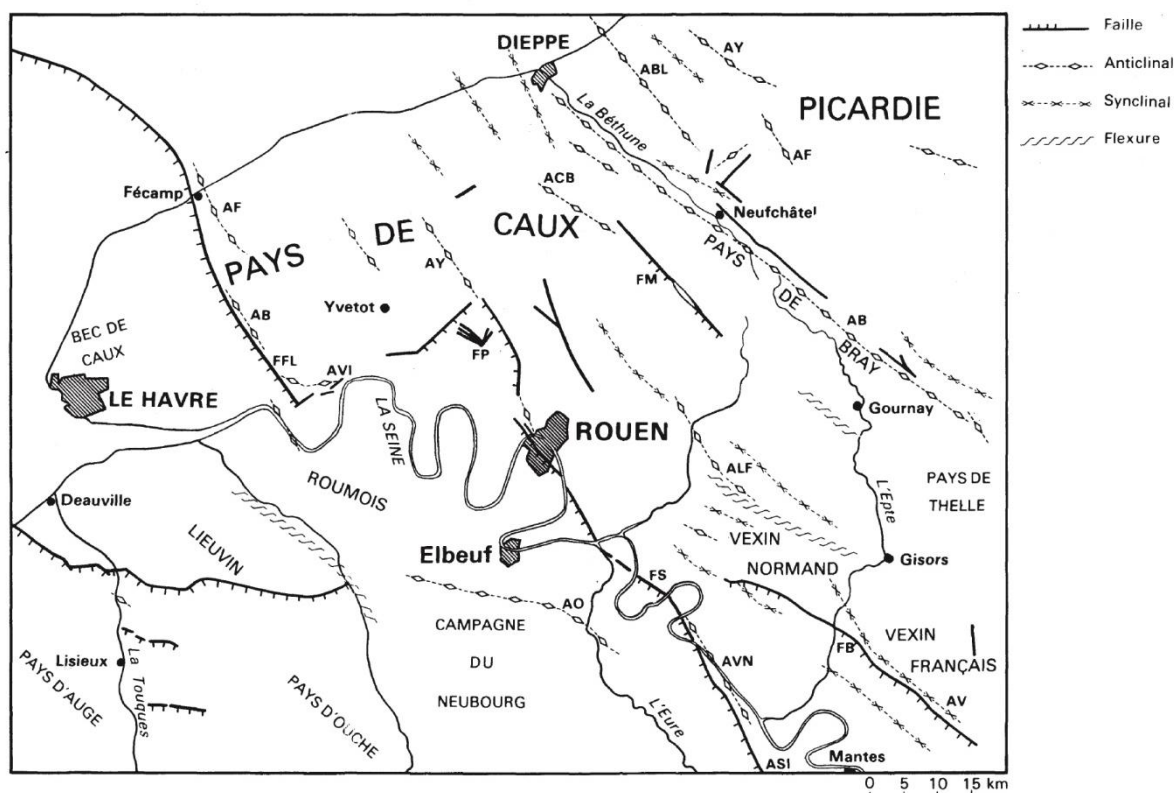 DIEPPE
AY
ABL
La Béthune
PICARDIE
AF
Faille
Anticlinal
Synclinal
Flexure
Fécamp
AF
ACB
Neufchâtel
PAYS
DE
CAUX
PAYS
DE
BRAY
AY
FM
AB
Yvetot
AB
BEC DE
CAUX
FFL
AVI
FP
LE HAVRE
LA SEINE
ROUEN
Gournay
ROUMOIS
ALF
PAYS DE
THELLE
L'Epte
Deauville
LIEUVIN
Elbeuf
VEXIN
NORMAND
Gisors
FS
AO
CAMPAGNE
DU
NEUBOURG
VEXIN
FRANÇAIS
FB
AVN
AV
Lisieux
La Touques
PAYS D'AUGE
PAYS D'OUCHE
L'Eure
ASI
Mantes
0 5 10 15 km